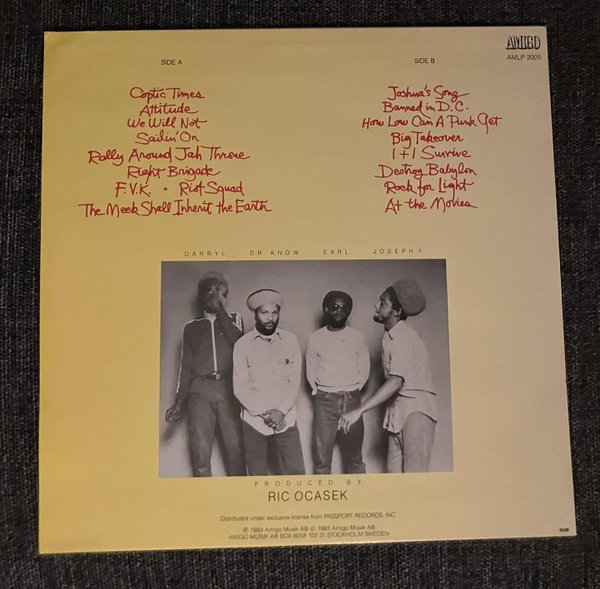 AMIGO
AMLP 2005
SIDE A
Coptic Times
Attitude
We Will Not
Sailin' On
Rally Around Jah Throne
Right Brigade
F.V.K. • Riot Squad
The Meek Shall Inherit the Earth
SIDE B
Joshua's Song
Banned in D.C.
How Low Can A Punk Get
Big Takeover
1+1 Survive
Destroy Babylon
Rock for Light
At the Movies
DARRYL DR KNOW EARL JOSEPH I
PRODUCED BY
RIC OCASEK
Distributed under exclusive license from PASSPORT RECORDS, INC
℗ 1983 Amigo Musik AB © 1983 Amigo Musik AB
AMIGO MUSIK AB BOX 6058 102 31 STOCKHOLM SWEDEN